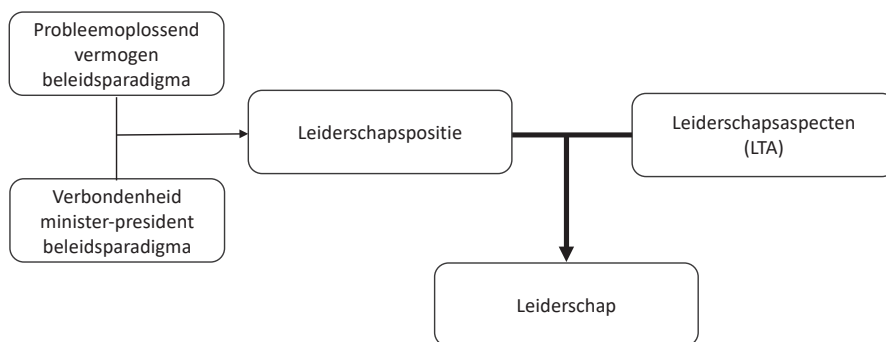 Probleemoplossend
vermogen
beleidsparadigma
Leiderschapspositie
Leiderschapsaspecten
(LTA)
Verbondenheid
minister-president
beleidsparadigma
Leiderschap